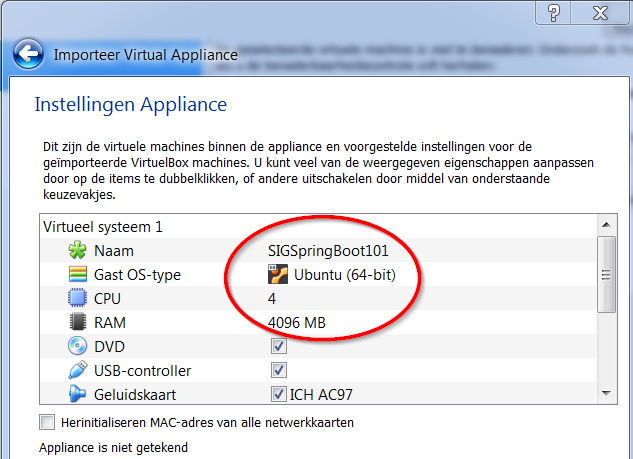 Importeer Virtual Appliance
Instellingen Appliance
Dit zijn de virtuele machines binnen de appliance en voorgestelde instellingen voor de
geïmporteerde VirtualBox machines. U kunt veel van de weergegeven eigenschappen aanpassen
door op de items te dubbelklikken, of andere uitschakelen door middel van onderstaande
keuzevakjes.
Virtueel systeem 1
Naam SIGSpringBoot101
Gast OS-type Ubuntu (64-bit)
CPU 4
RAM 4096 MB
DVD
USB-controller
Geluidskaart ICH AC97
Herinitialiseren MAC-adres van alle netwerkkaarten
Appliance is niet getekend